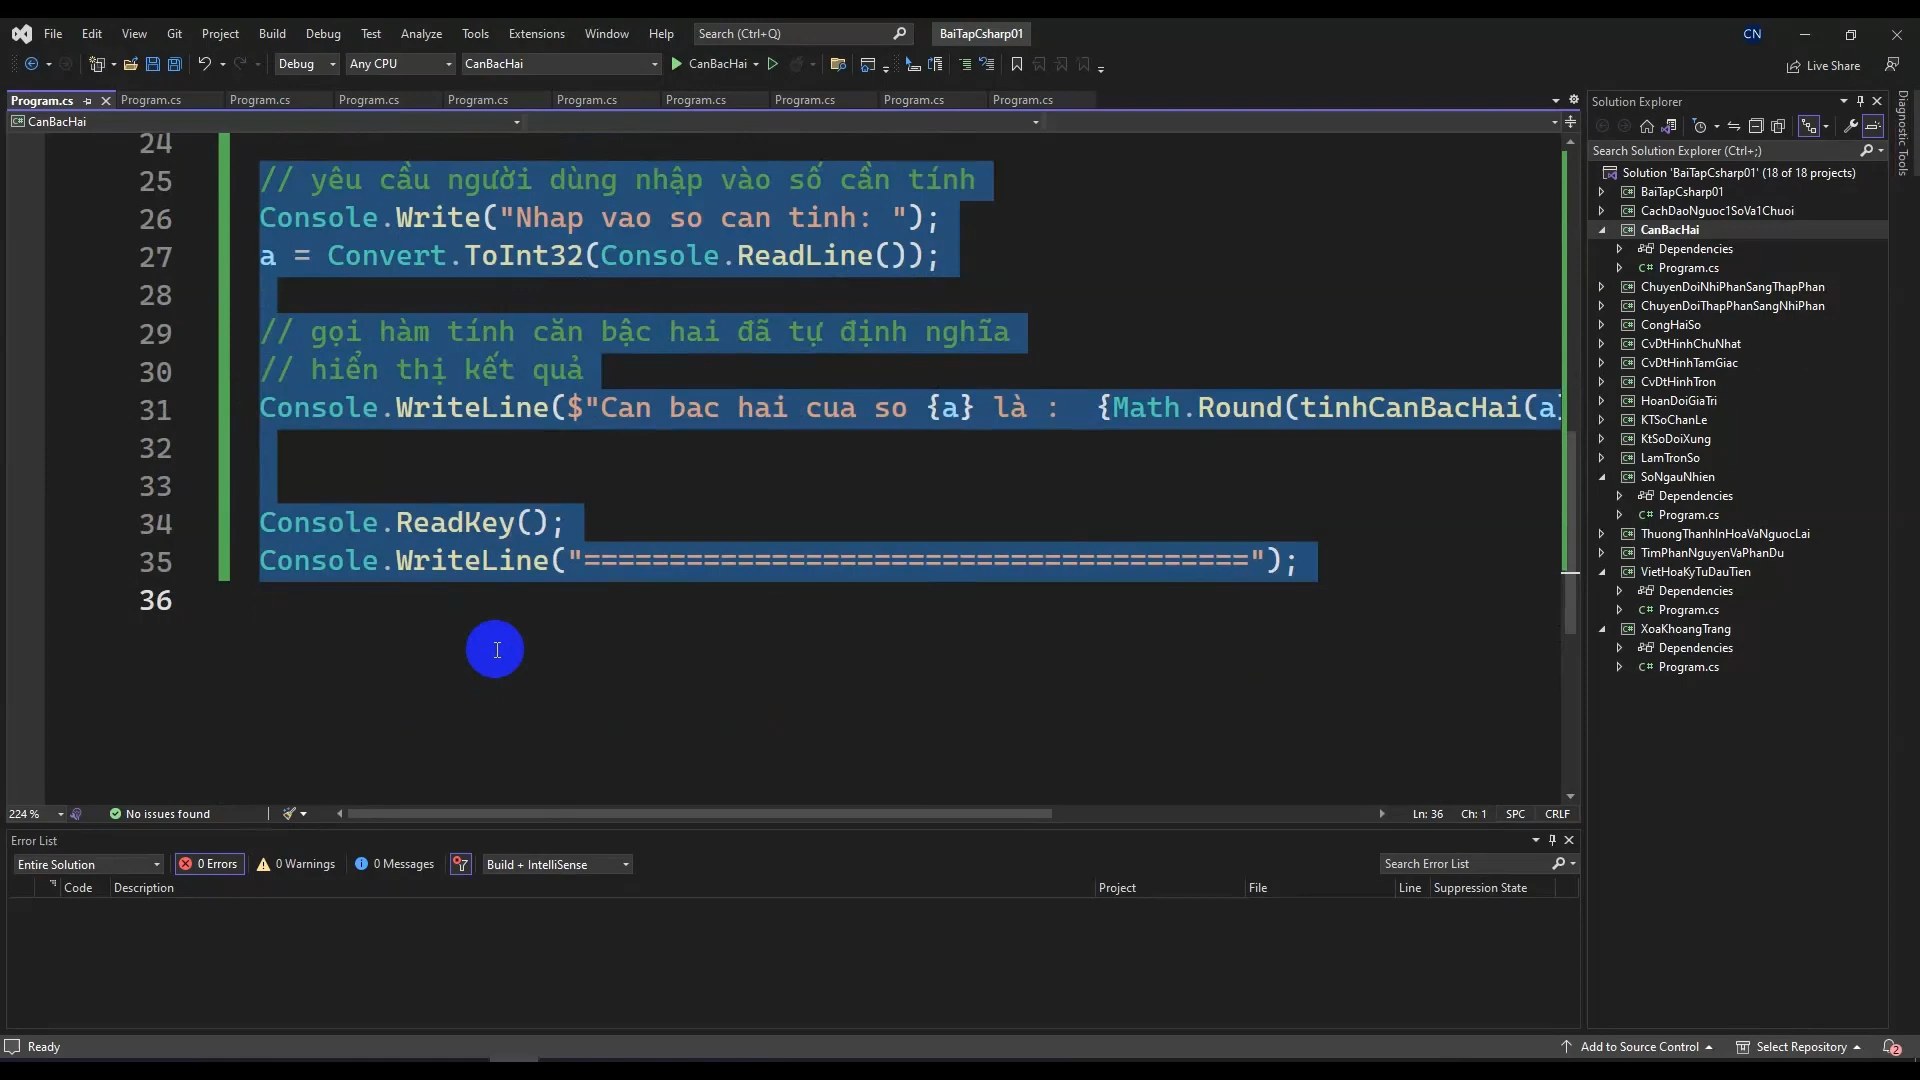 File Edit View Git Project Build Debug Test Analyze Tools Extensions Window Help Search (Ctrl+Q) BaiTapCsharp01 CN
Debug Any CPU CanBacHai CanBacHai Live Share
Program.cs Program.cs Program.cs Program.cs Program.cs Program.cs Program.cs Program.cs Program.cs Program.cs
CanBacHai
24
25 // yêu cầu người dùng nhập vào số cần tính
26 Console.Write("Nhap vao so can tinh: ");
27 a = Convert.ToInt32(Console.ReadLine());
28
29 // gọi hàm tính căn bậc hai đã tự định nghĩa
30 // hiển thị kết quả
31 Console.WriteLine($"Can bac hai cua so {a} là :  {Math.Round(tinhCanBacHai(a)
32
33
34 Console.ReadKey();
35 Console.WriteLine("=======================================");
36
224 % No issues found Ln: 36 Ch: 1 SPC CRLF
Error List
Entire Solution 0 Errors 0 Warnings 0 Messages Build + IntelliSense Search Error List
Code Description Project File Line Suppression State
Ready Add to Source Control Select Repository 2
Solution Explorer
Search Solution Explorer (Ctrl+;)
Solution 'BaiTapCsharp01' (18 of 18 projects)
BaiTapCsharp01
CachDaoNguoc1SoVa1Chuoi
CanBacHai
Dependencies
C# Program.cs
ChuyenDoiNhiPhanSangThapPhan
ChuyenDoiThapPhanSangNhiPhan
CongHaiSo
CvDtHinhChuNhat
CvDtHinhTamGiac
CvDtHinhTron
HoanDoiGiaTri
KTSoChanLe
KtSoDoiXung
LamTronSo
SoNgauNhien
Dependencies
C# Program.cs
ThuongThanhInHoaVaNguocLai
TimPhanNguyenVaPhanDu
VietHoaKyTuDauTien
Dependencies
C# Program.cs
XoaKhoangTrang
Dependencies
C# Program.cs
Diagnostic Tools